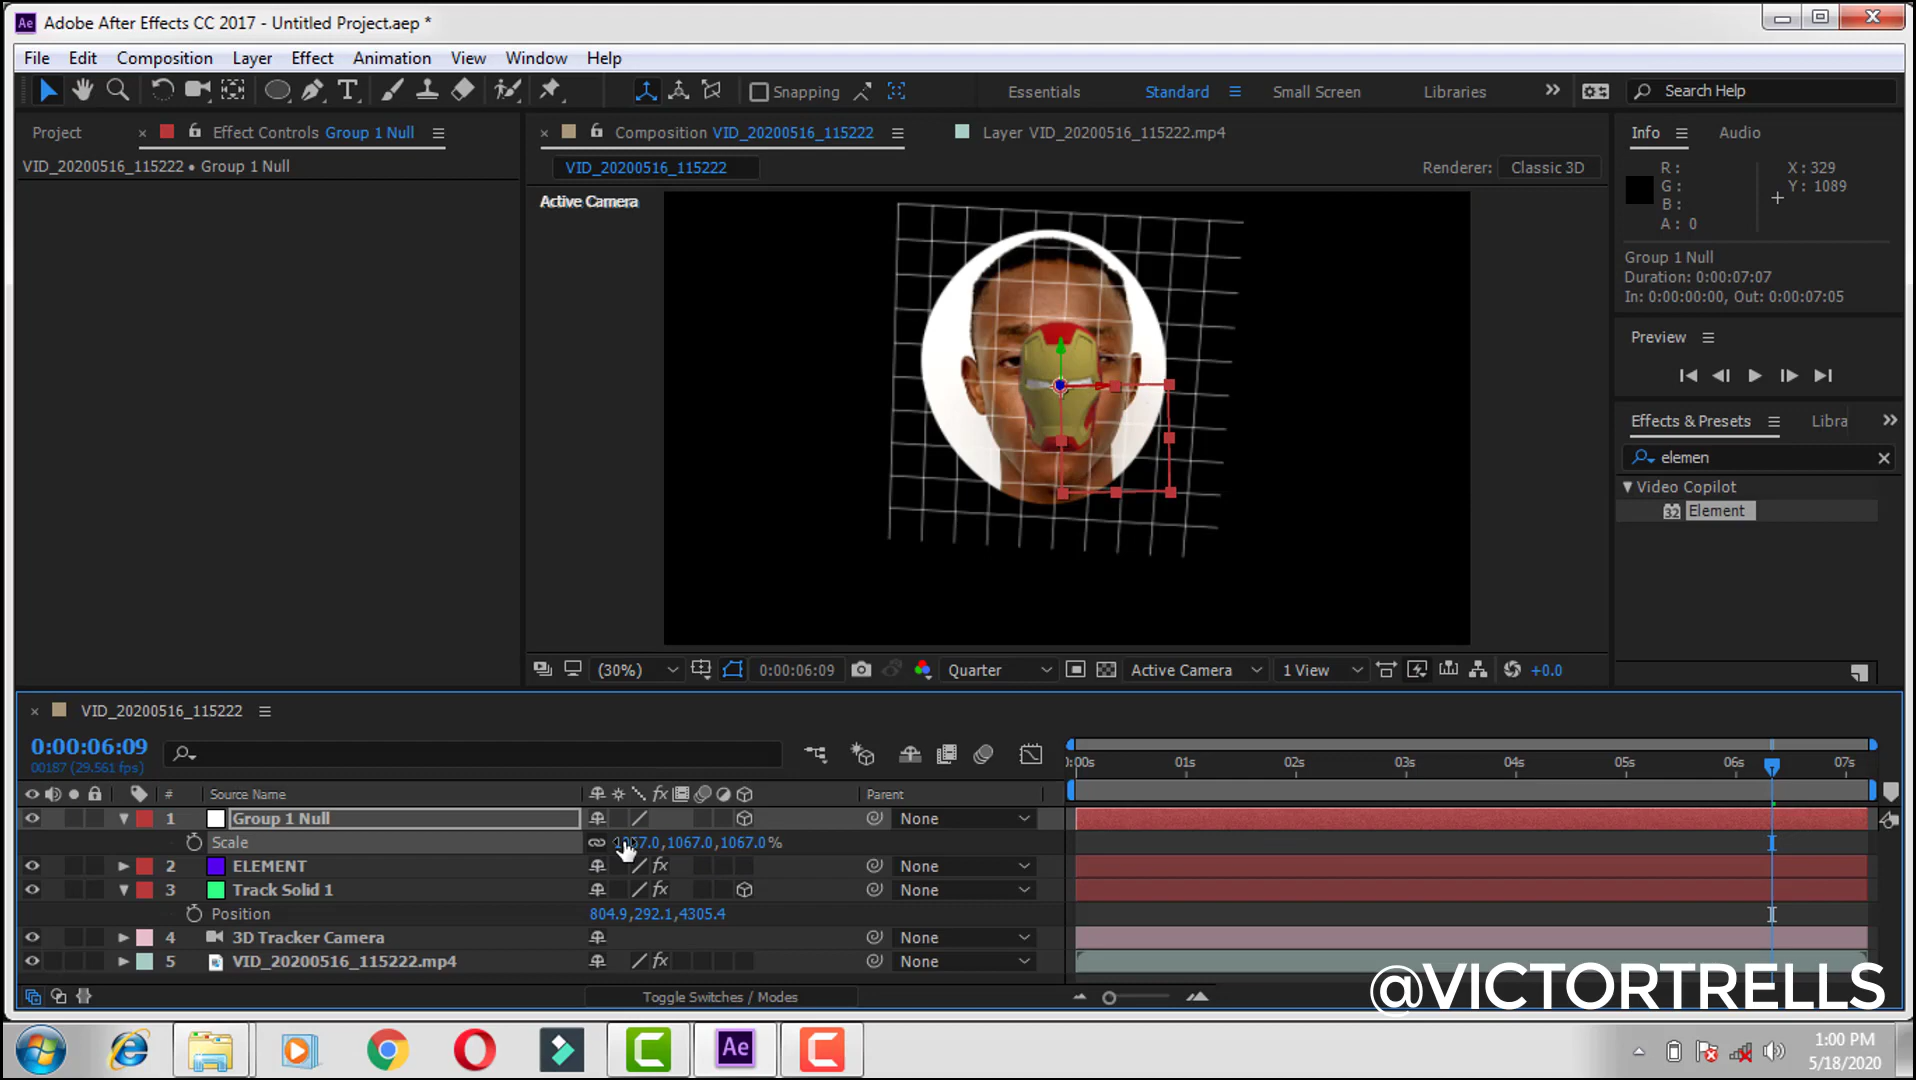 Ae Adobe After Effects CC 2017 - Untitled Project.aep *
File Edit Composition Layer Effect Animation View Window Help
Snapping Essentials Standard Small Screen Libraries Search Help
Project Effect Controls Group 1 Null
Composition VID_20200516_115222 Layer VID_20200516_115222.mp4
Info Audio
VID_20200516_115222 • Group 1 Null
VID_20200516_115222
Renderer: Classic 3D
Active Camera
R: X: 329
G: Y: 1089
B:
A: 0
Group 1 Null
Duration: 0:00:07:07
In: 0:00:00:00, Out: 0:00:07:05
Preview
Effects & Presets Libra
elemen
Video Copilot
32 Element
(30%) 0:00:06:09 Quarter Active Camera 1 View +0.0
VID_20200516_115222
0:00:06:09
00187 (29.561 fps)
:00s 01s 02s 03s 04s 05s 06s 07s
# Source Name fx Parent
1 Group 1 Null None
Scale 1067.0,1067.0% 
2 ELEMENT fx None
3 Track Solid 1 fx None
Position 804.9,292.1,4305.4
4 3D Tracker Camera None
5 VID_20200516_115222.mp4 fx None
Toggle Switches / Modes
@VICTORTRELLS
Ae
1:00 PM
5/18/2020